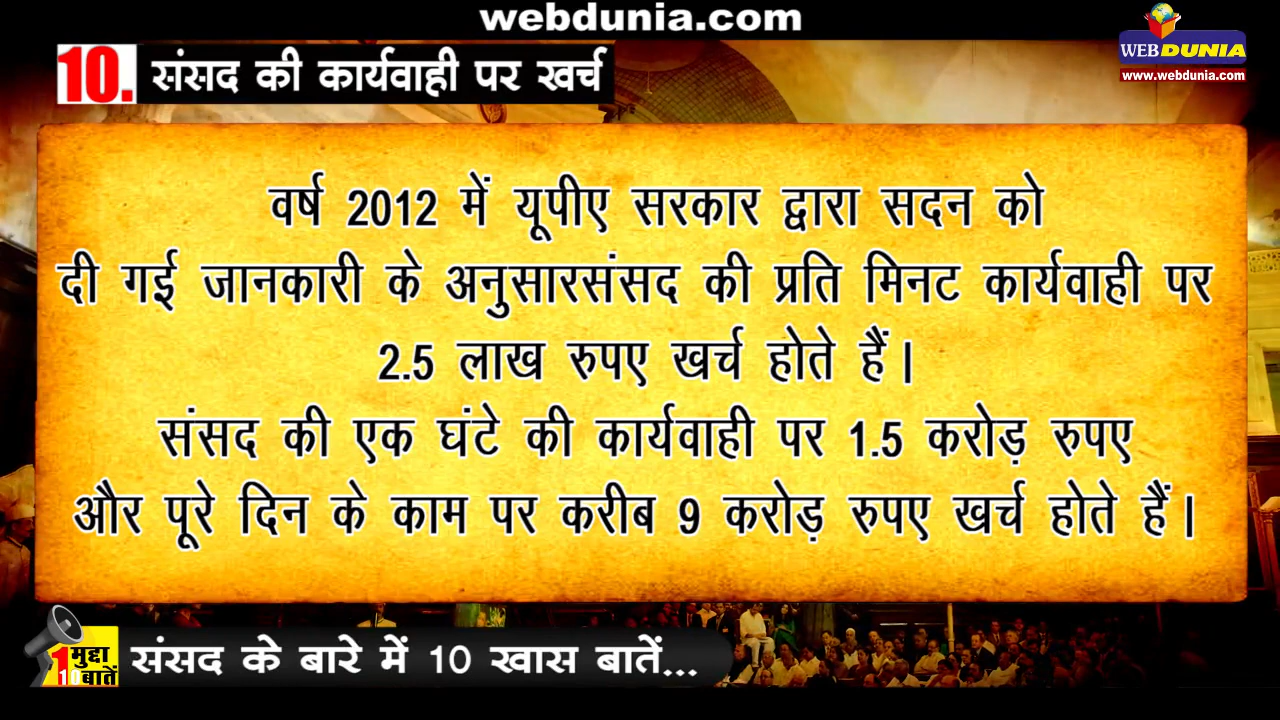 webdunia.com
WEBDUNIA
www.webdunia.com
10. संसद की कार्यवाही पर खर्च
वर्ष 2012 में यूपीए सरकार द्वारा सदन को
दी गई जानकारी के अनुसारसंसद की प्रति मिनट कार्यवाही पर
2.5 लाख रुपए खर्च होते हैं।
संसद की एक घंटे की कार्यवाही पर 1.5 करोड़ रुपए
और पूरे दिन के काम पर करीब 9 करोड़ रुपए खर्च होते हैं।
1 मुद्दा
10 बातें
संसद के बारे में 10 खास बातें...